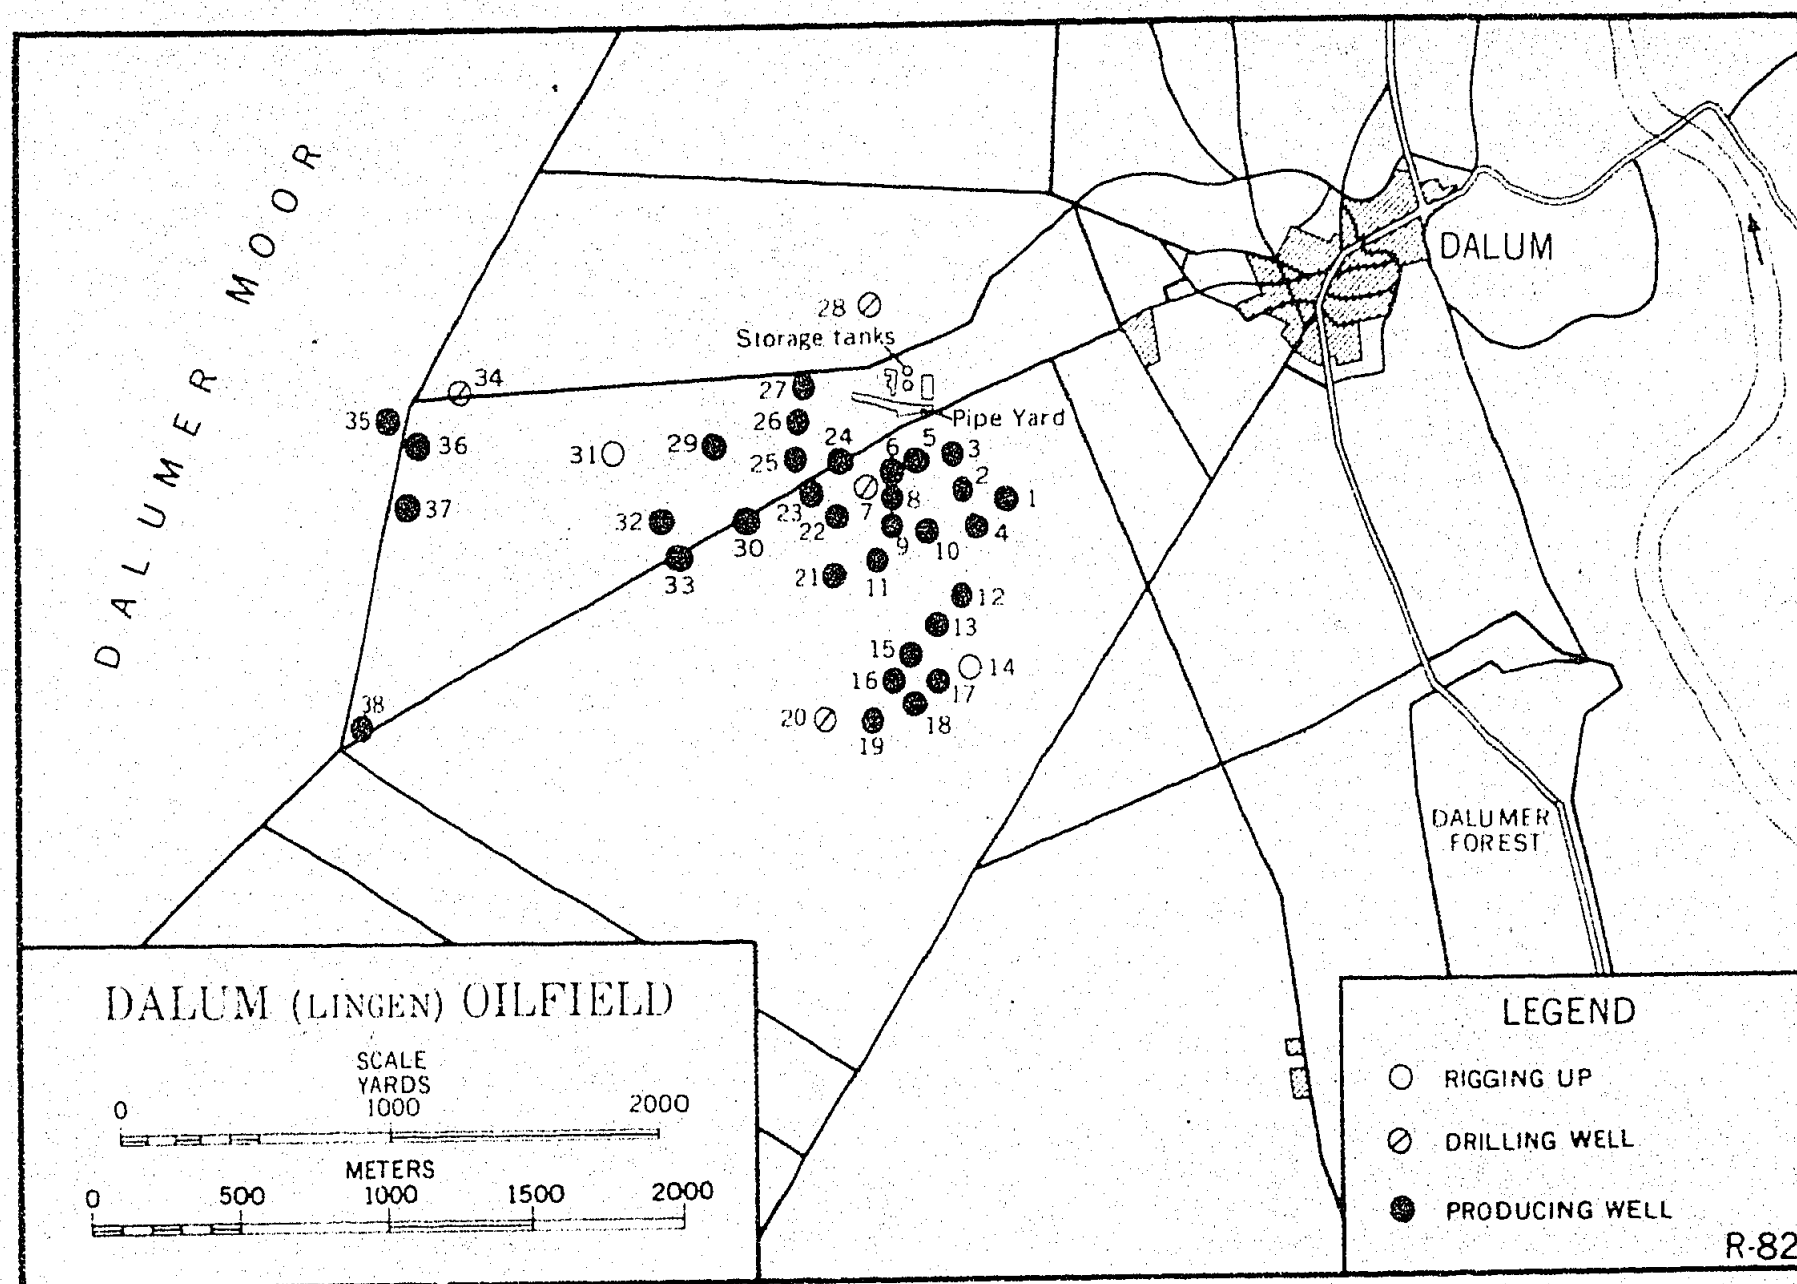 DALUMER MOOR
DALUM
28
Storage tanks
34
27
35
26
Pipe Yard
36
31
29
25
24
6
5
3
2
1
37
32
30
23
22
7
8
9
10
4
33
21
11
12
13
15
14
16
17
38
20
19
18
DALUMER
FOREST
DALUM (LINGEN) OILFIELD
SCALE
YARDS
0 1000 2000
METERS
0 500 1000 1500 2000
LEGEND
RIGGING UP
DRILLING WELL
PRODUCING WELL
R-82